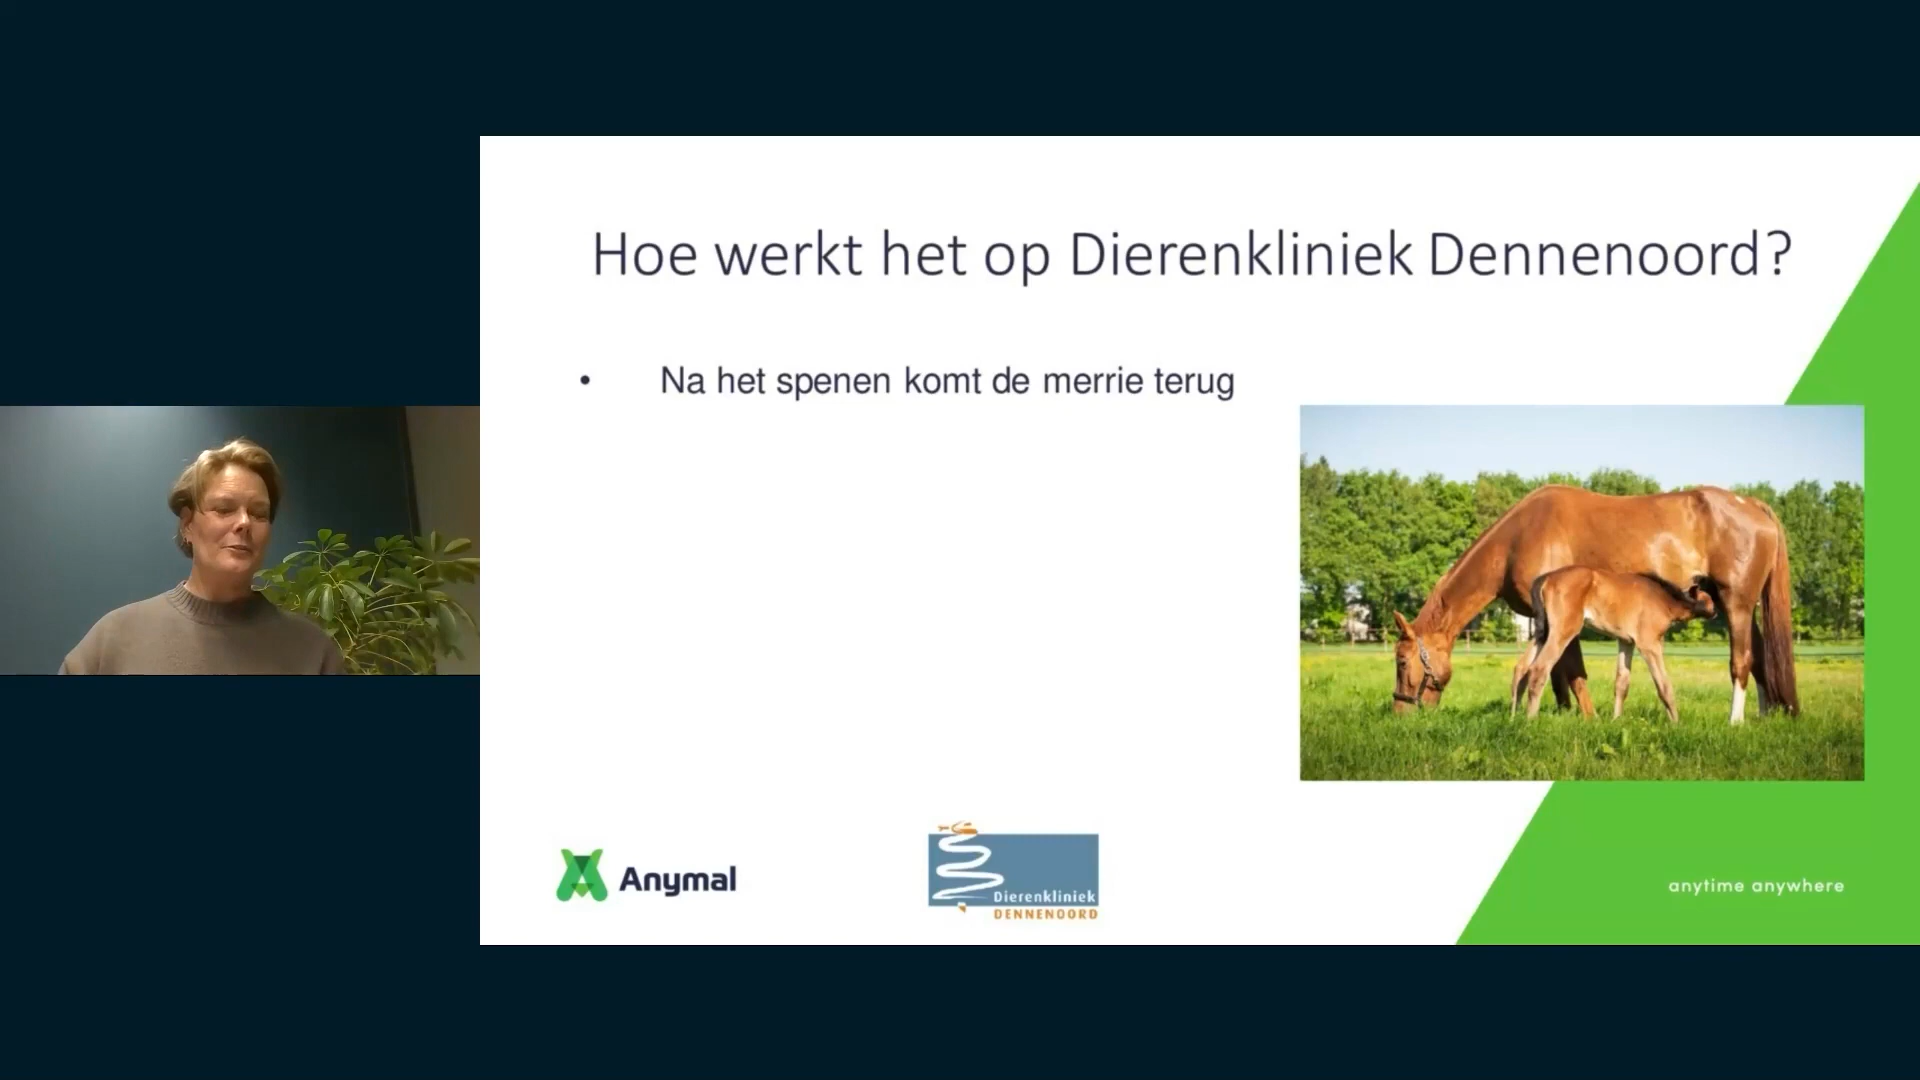 Hoe werkt het op Dierenkliniek Dennenoord?
• Na het spenen komt de merrie terug
Anymal
Dierenkliniek
DENNENOORD
anytime anywhere